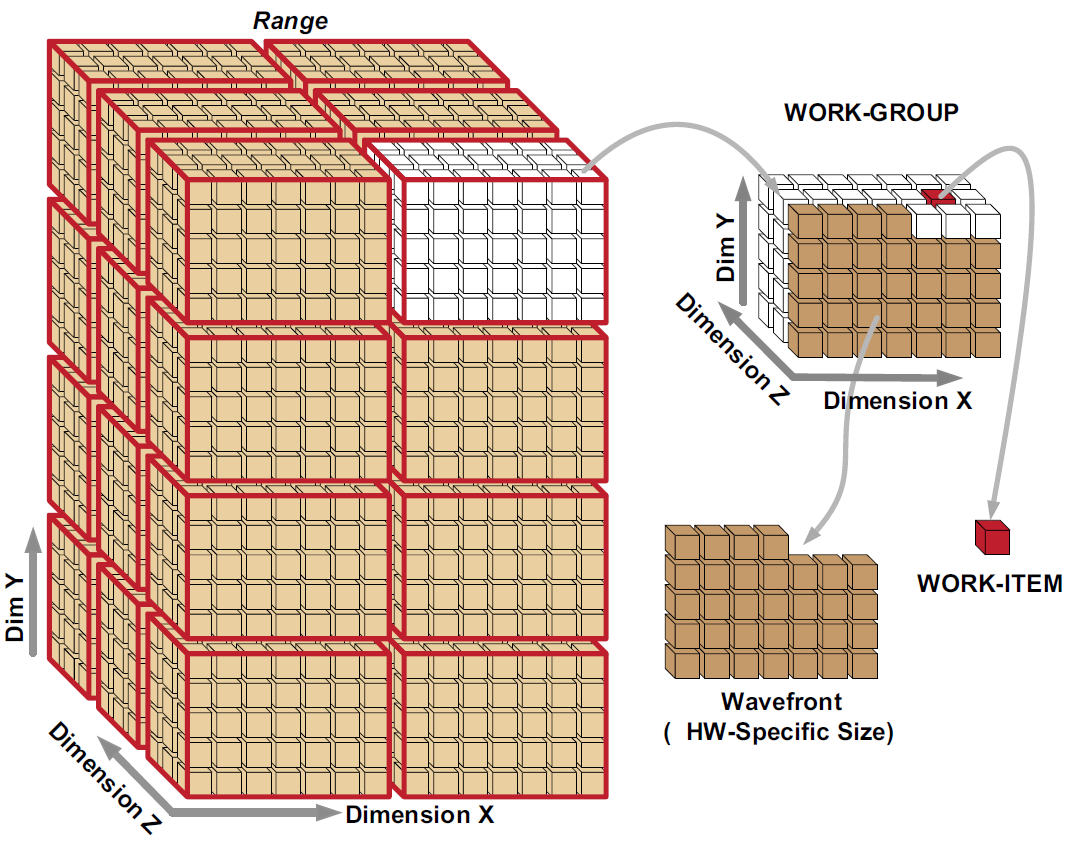 Range
WORK-GROUP
Dim Y
Dimension Z
Dimension X
WORK-ITEM
Wavefront
( HW-Specific Size)
Dim Y
Dimension Z
Dimension X